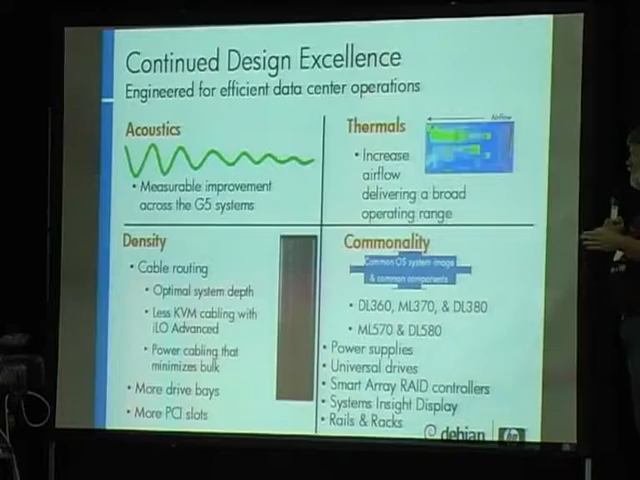 Continued Design Excellence
Engineered for efficient data center operations
Acoustics
• Measurable improvement
across the G5 systems
Thermals
Airflow
• Increase
airflow
delivering a broad
operating range
Density
• Cable routing
• Optimal system depth
• Less KVM cabling with
iLO Advanced
• Power cabling that
minimizes bulk
• More drive bays
• More PCI slots
Commonality
Common OS system image
& common components
• DL360, ML370, & DL380
• ML570 & DL580
• Power supplies
• Universal drives
• Smart Array RAID controllers
• Systems Insight Display
• Rails & Racks
debian
hp